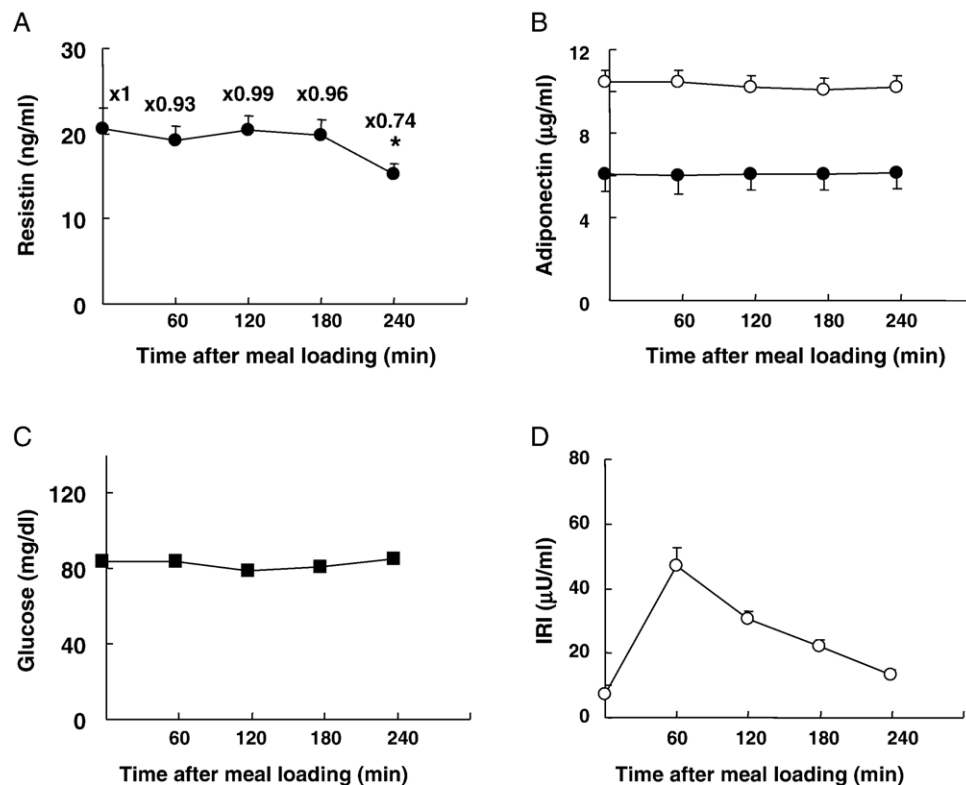 A
30
20
10
0
Resistin (ng/ml)
x1
x0.93
x0.99
x0.96
x0.74
*
60 120 180 240
Time after meal loading (min)
B
12
8
4
0
Adiponectin (µg/ml)
60 120 180 240
Time after meal loading (min)
C
120
80
40
0
Glucose (mg/dl)
60 120 180 240
Time after meal loading (min)
D
80
60
40
20
0
IRI (µU/ml)
60 120 180 240
Time after meal loading (min)